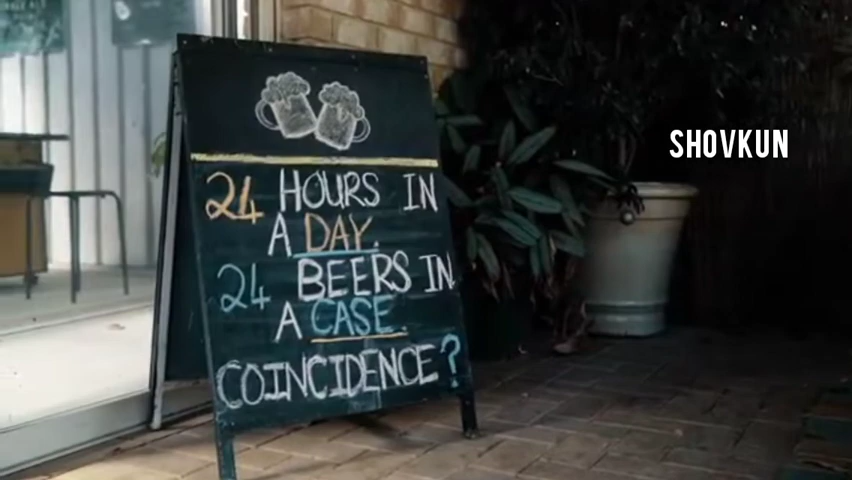 24 HOURS IN
A DAY.
24 BEERS IN
A CASE.
COINCIDENCE?
SHOVKUN